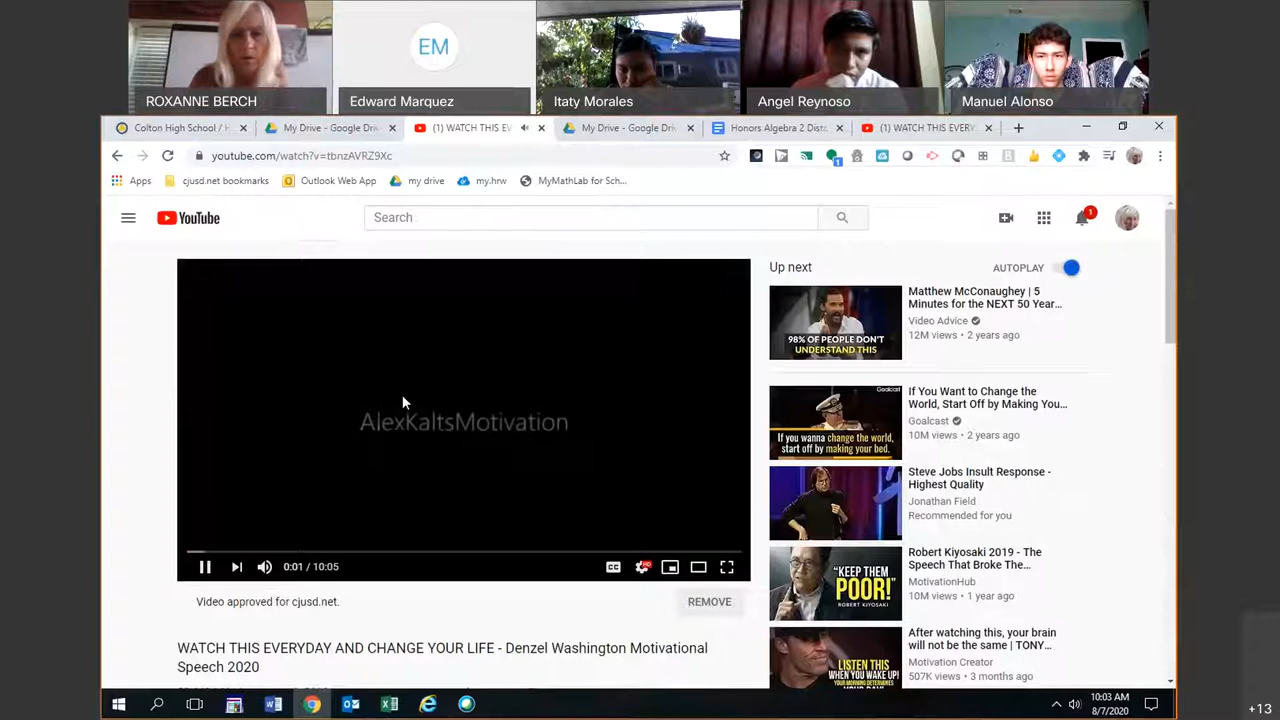 EM
ROXANNE BERCH
Edward Marquez
Itaty Morales
Angel Reynoso
Manuel Alonso
Colton High School / H
My Drive - Google Driv
(1) WATCH THIS EV
My Drive - Google Driv
Honors Algebra 2 Dista
(1) WATCH THIS EVERY
youtube.com/watch?v=tbnzAVRZ9Xc
1
Apps
cjusd.net bookmarks
Outlook Web App
my drive
my.hrw
MyMathLab for Sch...
YouTube
Search
1
AlexKaltsMotivation
0:01 / 10:05
CC
HD
Video approved for cjusd.net.
REMOVE
WATCH THIS EVERYDAY AND CHANGE YOUR LIFE - Denzel Washington Motivational
Speech 2020
Up next
AUTOPLAY
98% OF PEOPLE DON'T
UNDERSTAND THIS
Matthew McConaughey | 5
Minutes for the NEXT 50 Year...
Video Advice
12M views • 2 years ago
Goalcast
If you wanna change the world,
start off by making your bed.
If You Want to Change the
World, Start Off by Making You...
Goalcast
10M views • 2 years ago
Steve Jobs Insult Response -
Highest Quality
Jonathan Field
Recommended for you
"KEEP THEM
POOR!"
ROBERT KIYOSAKI
Robert Kiyosaki 2019 - The
Speech That Broke The...
MotivationHub
10M views • 1 year ago
LISTEN THIS
WHEN YOU WAKE UP!
After watching this, your brain
will not be the same | TONY...
Motivation Creator
507K views • 3 months ago
10:03 AM
8/7/2020
+13